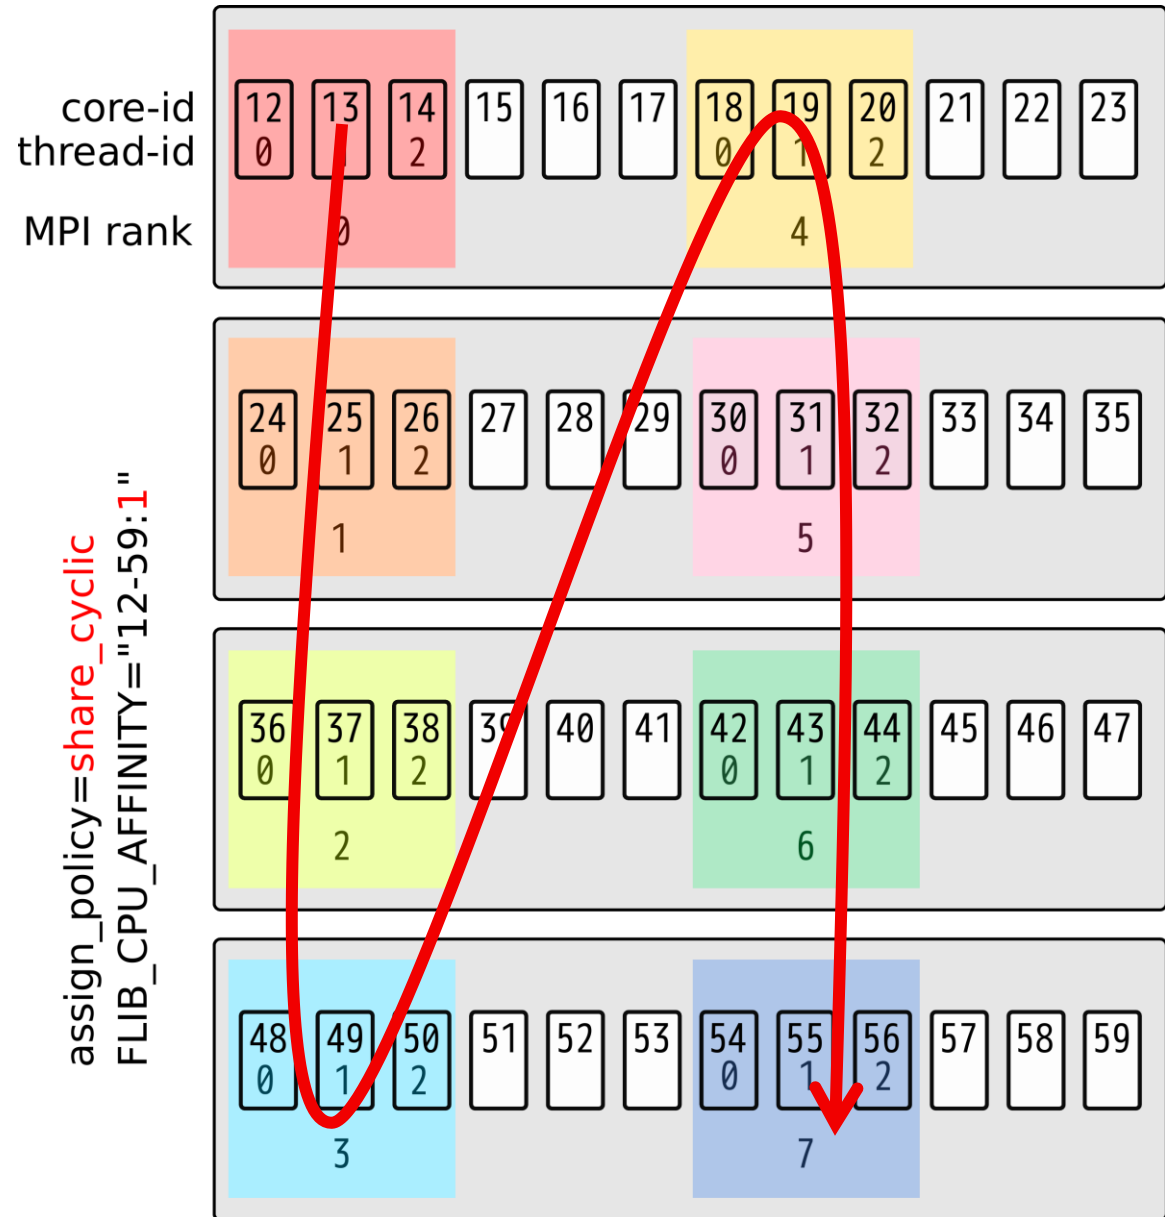 core-id
thread-id
MPI rank
12 13 14 15 16 17 18 19 20 21 22 23
0 1 2 0 1 2
0 4
24 25 26 27 28 29 30 31 32 33 34 35
0 1 2 0 1 2
1 5
36 37 38 39 40 41 42 43 44 45 46 47
0 1 2 0 1 2
2 6
48 49 50 51 52 53 54 55 56 57 58 59
0 1 2 0 1 2
3 7
assign_policy=share_cyclic
FLIB_CPU_AFFINITY="12-59:1"